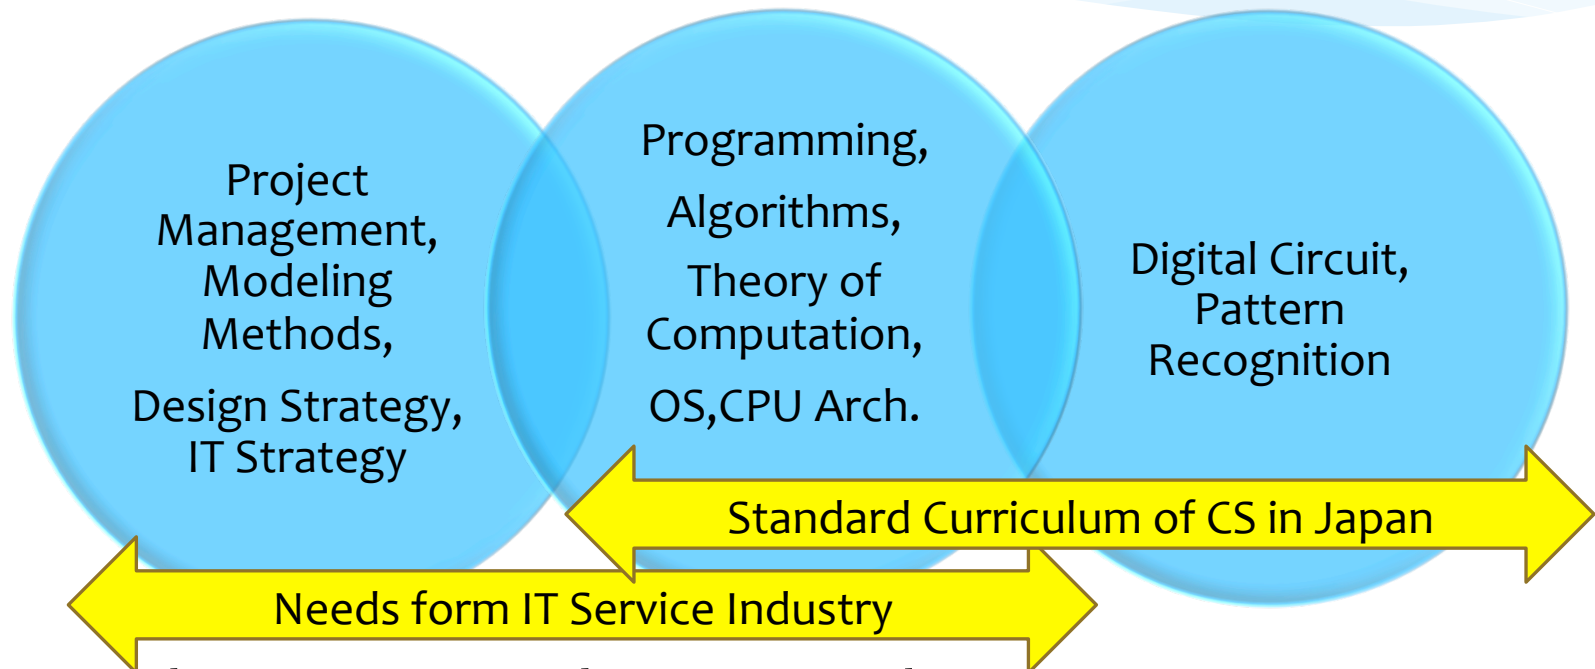 Project
Management,
Modeling
Methods,
Design Strategy,
IT Strategy
Programming,
Algorithms,
Theory of
Computation,
OS,CPU Arch.
Digital Circuit,
Pattern
Recognition
Standard Curriculum of CS in Japan
Needs form IT Service Industry